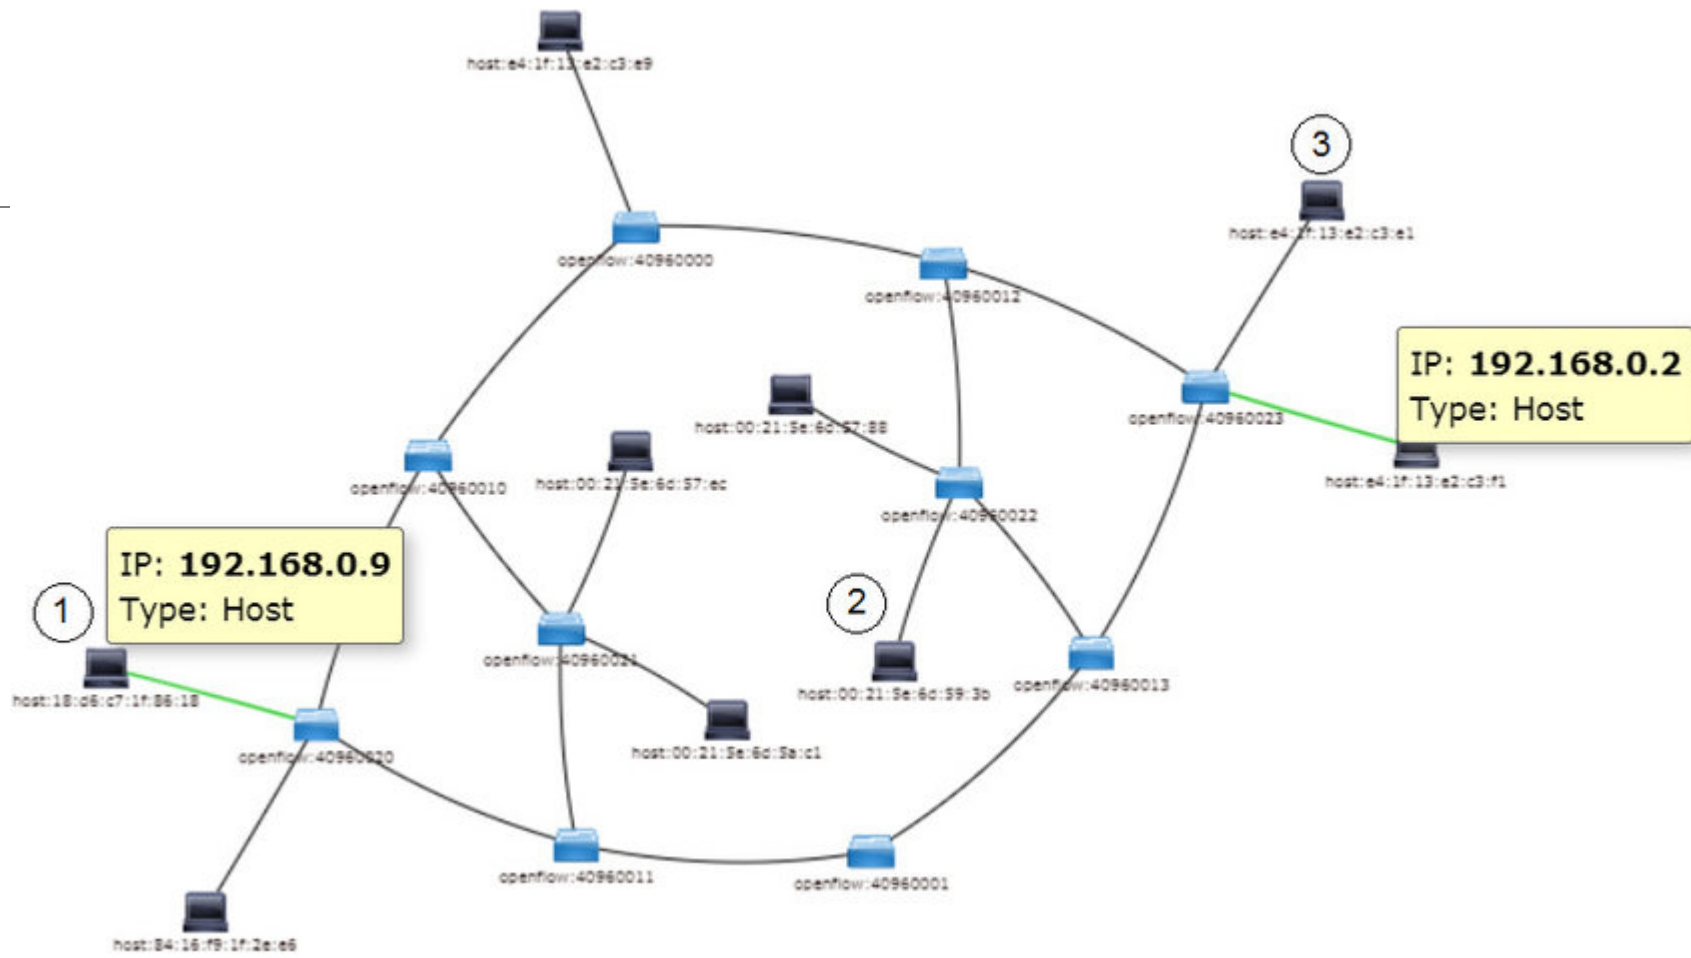 host:e4:1f:13:e2:c3:e9
3
host:e4:1f:13:e2:c3:e1
openflow:40960000
openflow:40960012
IP: 192.168.0.2
Type: Host
host:00:21:5e:6d:57:88
openflow:40960023
host:e4:1f:13:e2:c3:f1
openflow:40960010
host:00:21:5e:6d:57:ec
openflow:40960022
IP: 192.168.0.9
Type: Host
1
2
openflow:40960021
host:00:21:5e:6d:59:3b
openflow:40960013
host:18:d6:c7:1f:86:18
openflow:40960020
host:00:21:5e:6d:5a:c1
openflow:40960011
openflow:40960001
host:84:16:f9:1f:2e:e6